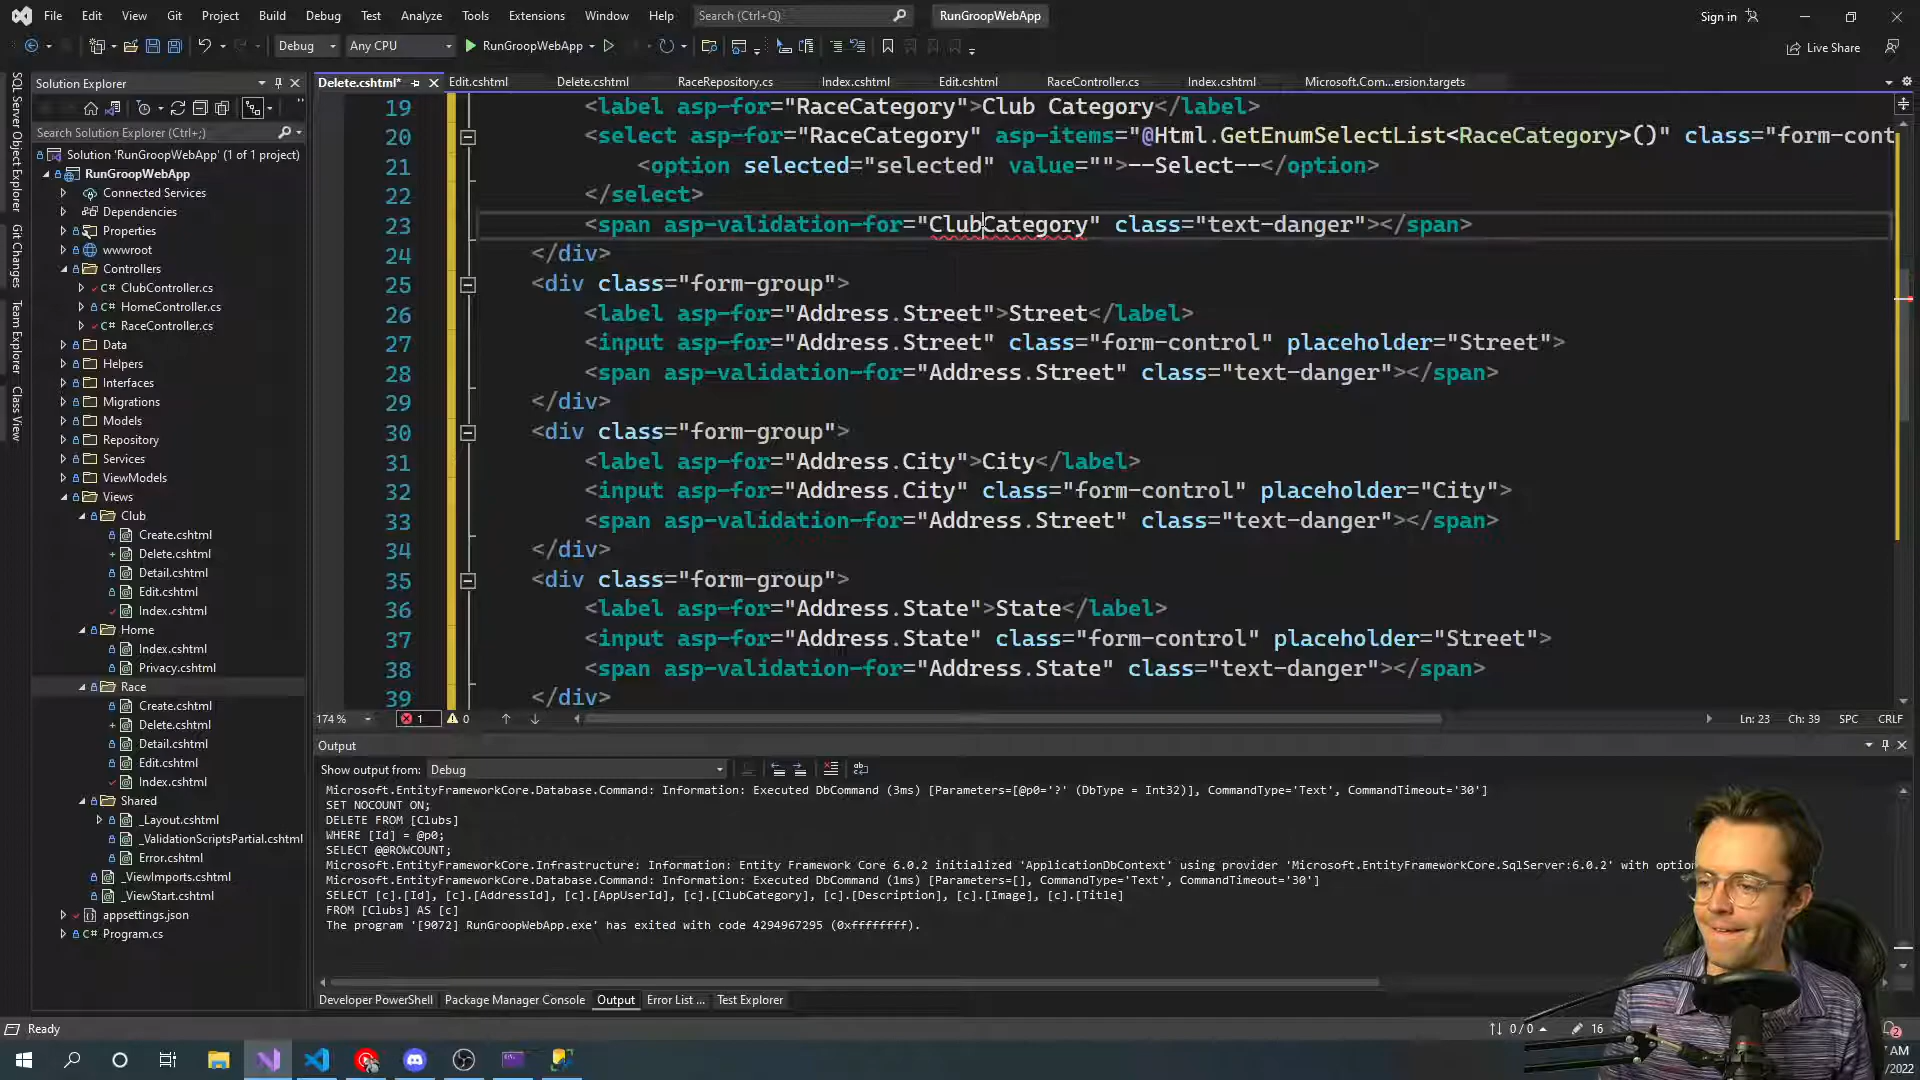 File Edit View Git Project Build Debug Test Analyze Tools Extensions Window Help Search (Ctrl+Q) RunGroopWebApp Sign in
Debug Any CPU RunGroopWebApp Live Share
Solution Explorer
Search Solution Explorer (Ctrl+;)
Solution 'RunGroopWebApp' (1 of 1 project)
RunGroopWebApp
Connected Services
Dependencies
Properties
wwwroot
Controllers
C# ClubController.cs
C# HomeController.cs
C# RaceController.cs
Data
Helpers
Interfaces
Migrations
Models
Repository
Services
ViewModels
Views
Club
Create.cshtml
Delete.cshtml
Detail.cshtml
Edit.cshtml
Index.cshtml
Home
Index.cshtml
Privacy.cshtml
Race
Create.cshtml
Delete.cshtml
Detail.cshtml
Edit.cshtml
Index.cshtml
Shared
_Layout.cshtml
_ValidationScriptsPartial.cshtml
Error.cshtml
_ViewImports.cshtml
_ViewStart.cshtml
appsettings.json
C# Program.cs
SQL Server Object Explorer
Git Changes
Team Explorer
Class View
Delete.cshtml* Edit.cshtml Delete.cshtml RaceRepository.cs Index.cshtml Edit.cshtml RaceController.cs Index.cshtml Microsoft.Com...ersion.targets
19 <label asp-for="RaceCategory">Club Category</label>
20 <select asp-for="RaceCategory" asp-items="@Html.GetEnumSelectList<RaceCategory>()" class="form-cont
21 <option selected="selected" value="">--Select--</option>
22 </select>
23 <span asp-validation-for="ClubCategory" class="text-danger"></span>
24 </div>
25 <div class="form-group">
26 <label asp-for="Address.Street">Street</label>
27 <input asp-for="Address.Street" class="form-control" placeholder="Street">
28 <span asp-validation-for="Address.Street" class="text-danger"></span>
29 </div>
30 <div class="form-group">
31 <label asp-for="Address.City">City</label>
32 <input asp-for="Address.City" class="form-control" placeholder="City">
33 <span asp-validation-for="Address.Street" class="text-danger"></span>
34 </div>
35 <div class="form-group">
36 <label asp-for="Address.State">State</label>
37 <input asp-for="Address.State" class="form-control" placeholder="Street">
38 <span asp-validation-for="Address.State" class="text-danger"></span>
39 </div>
174 % 1 0 Ln: 23 Ch: 39 SPC CRLF
Output
Show output from: Debug
Microsoft.EntityFrameworkCore.Database.Command: Information: Executed DbCommand (3ms) [Parameters=[@p0='?' (DbType = Int32)], CommandType='Text', CommandTimeout='30']
SET NOCOUNT ON;
DELETE FROM [Clubs]
WHERE [Id] = @p0;
SELECT @@ROWCOUNT;
Microsoft.EntityFrameworkCore.Infrastructure: Information: Entity Framework Core 6.0.2 initialized 'ApplicationDbContext' using provider 'Microsoft.EntityFrameworkCore.SqlServer:6.0.2' with optio
Microsoft.EntityFrameworkCore.Database.Command: Information: Executed DbCommand (1ms) [Parameters=[], CommandType='Text', CommandTimeout='30']
SELECT [c].[Id], [c].[AddressId], [c].[AppUserId], [c].[ClubCategory], [c].[Description], [c].[Image], [c].[Title]
FROM [Clubs] AS [c]
The program '[9072] RunGroopWebApp.exe' has exited with code 4294967295 (0xffffffff).
Developer PowerShell Package Manager Console Output Error List ... Test Explorer
Ready 0 / 0 16 2
AM
/2022